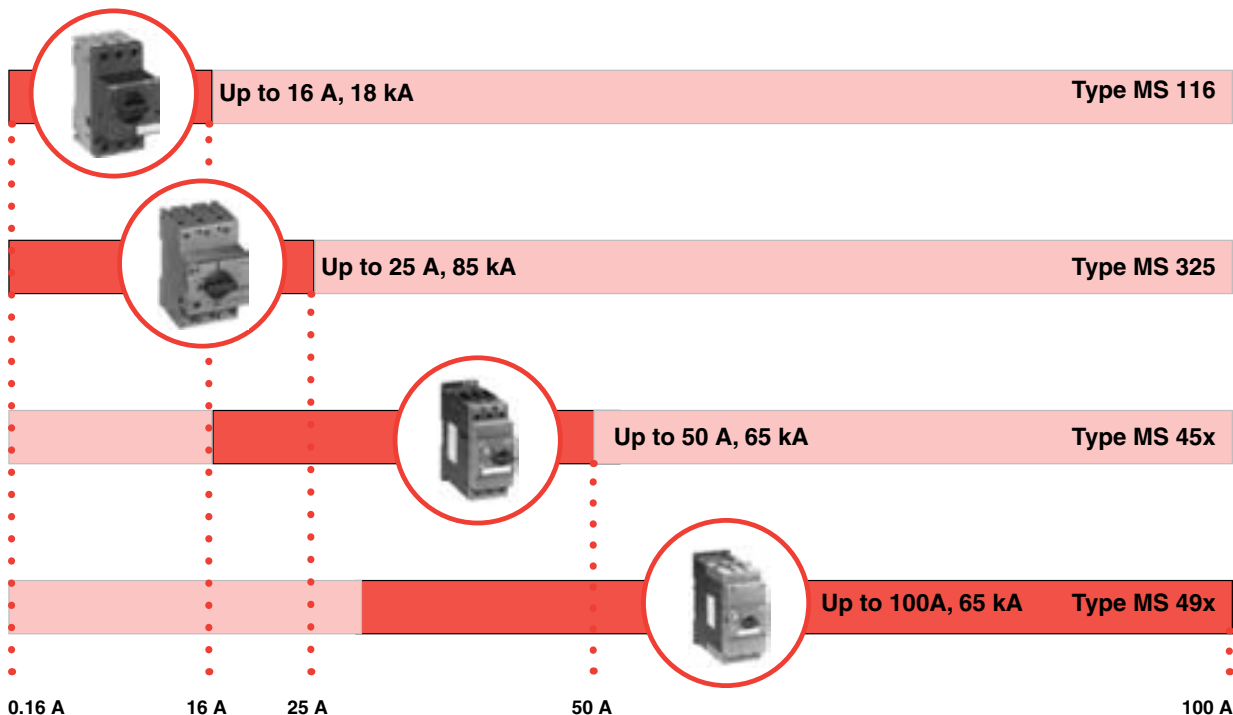 Up to 16 A, 18 kA Type MS 116
Up to 25 A, 85 kA Type MS 325
Up to 50 A, 65 kA Type MS 45x
Up to 100A, 65 kA Type MS 49x
0.16 A 16 A 25 A 50 A 100 A